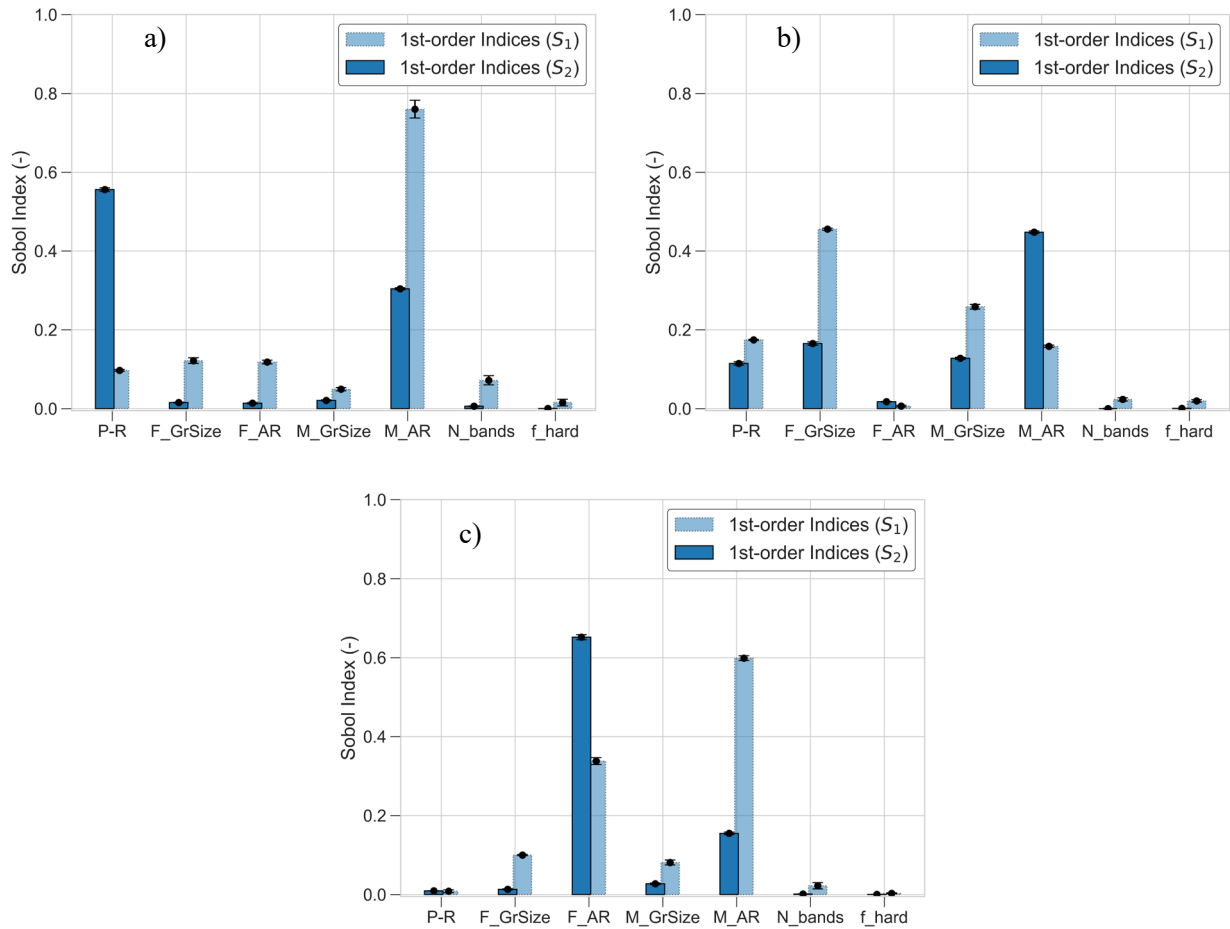 a)
1st-order Indices (S₁)
1st-order Indices (S₂)
Sobol Index (-)
1.0
0.8
0.6
0.4
0.2
0.0
P-R F_GrSize F_AR M_GrSize M_AR N_bands f_hard
b)
1st-order Indices (S₁)
1st-order Indices (S₂)
Sobol Index (-)
1.0
0.8
0.6
0.4
0.2
0.0
P-R F_GrSize F_AR M_GrSize M_AR N_bands f_hard
c)
1st-order Indices (S₁)
1st-order Indices (S₂)
Sobol Index (-)
1.0
0.8
0.6
0.4
0.2
0.0
P-R F_GrSize F_AR M_GrSize M_AR N_bands f_hard